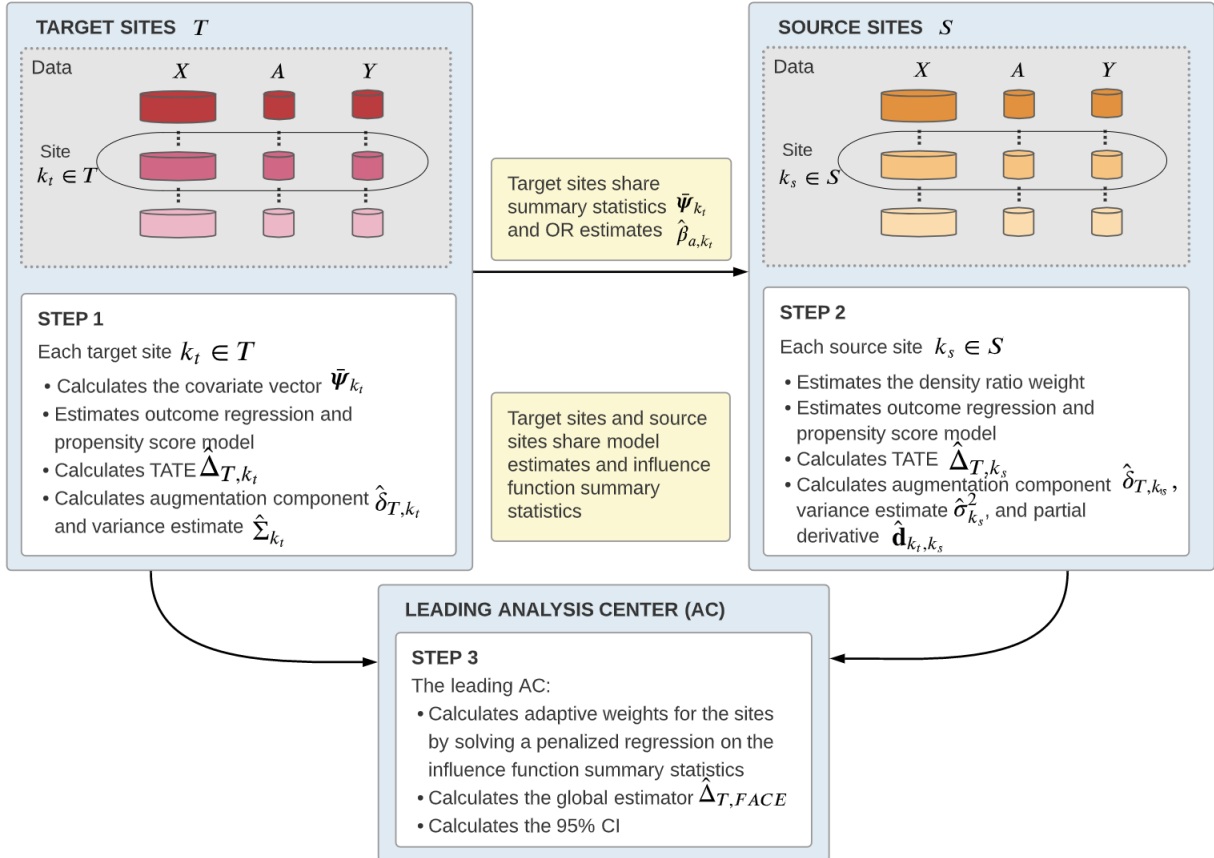 TARGET SITES T
Data
X A Y
Site
k_t ∈ T
STEP 1
Each target site k_t ∈ T
• Calculates the covariate vector ψ̄_{k_t}
• Estimates outcome regression and
propensity score model
• Calculates TATE Δ̂_{T,k_t}
• Calculates augmentation component δ̂_{T,k_t}
and variance estimate Σ̂_{k_t}
Target sites share
summary statistics ψ̄_{k_t}
and OR estimates β̂_{a,k_t}
Target sites and source
sites share model
estimates and influence
function summary
statistics
SOURCE SITES S
Data
X A Y
Site
k_s ∈ S
STEP 2
Each source site k_s ∈ S
• Estimates the density ratio weight
• Estimates outcome regression and
propensity score model
• Calculates TATE Δ̂_{T,k_s}
• Calculates augmentation component δ̂_{T,k_s},
variance estimate σ̂²_{k_s}, and partial
derivative d̂_{k_t,k_s}
LEADING ANALYSIS CENTER (AC)
STEP 3
The leading AC:
• Calculates adaptive weights for the sites
by solving a penalized regression on the
influence function summary statistics
• Calculates the global estimator Δ̂_{T,FACE}
• Calculates the 95% CI